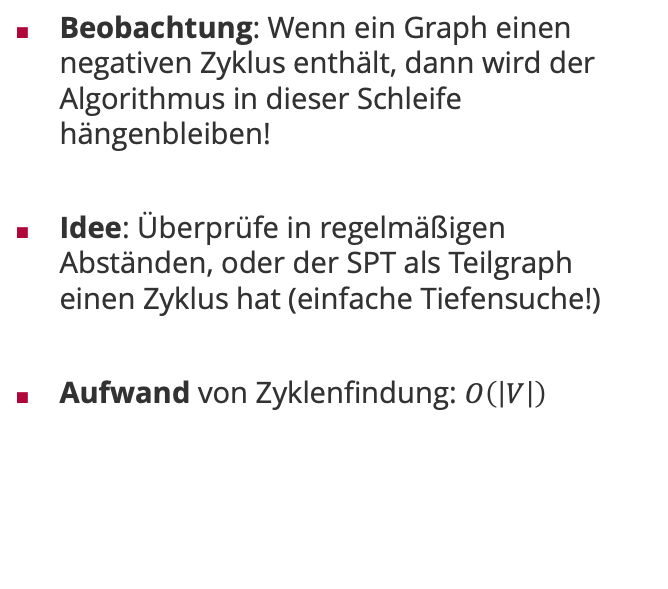 Beobachtung: Wenn ein Graph einen
negativen Zyklus enthält, dann wird der
Algorithmus in dieser Schleife
hängenbleiben!
Idee: Überprüfe in regelmäßigen
Abständen, oder der SPT als Teilgraph
einen Zyklus hat (einfache Tiefensuche!)
Aufwand von Zyklenfindung: O(|V|)